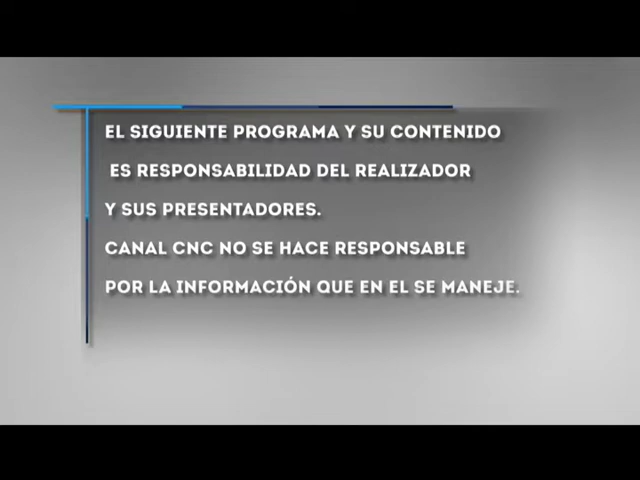 EL SIGUIENTE PROGRAMA Y SU CONTENIDO
ES RESPONSABILIDAD DEL REALIZADOR
Y SUS PRESENTADORES.
CANAL CNC NO SE HACE RESPONSABLE
POR LA INFORMACIÓN QUE EN EL SE MANEJE.